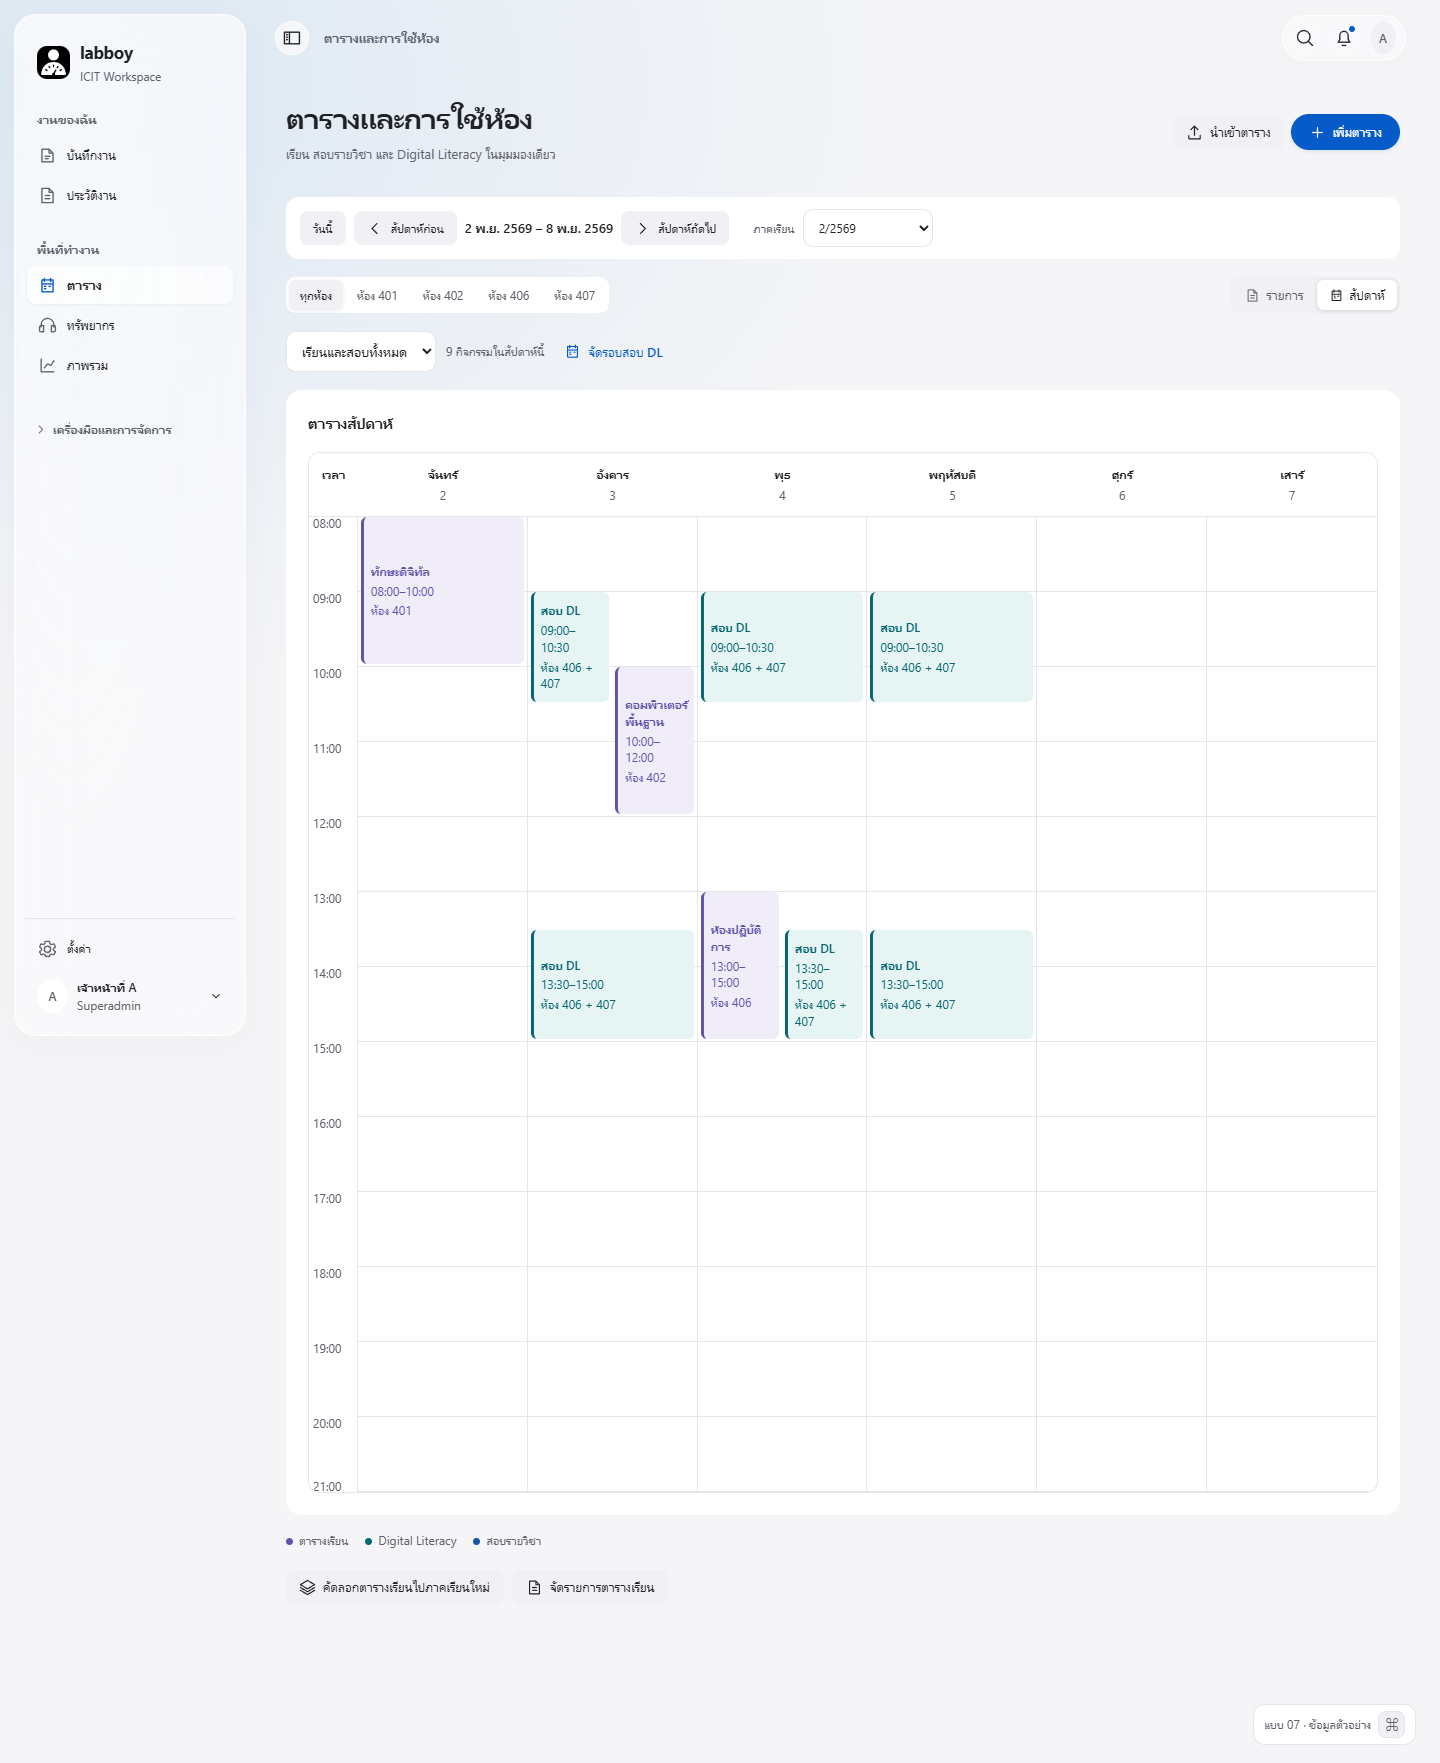 labboy
ICIT Workspace
งานของฉัน
บันทึกงาน
ประวัติงาน
พื้นที่ทำงาน
ตาราง
ทรัพยากร
ภาพรวม
เครื่องมือและการจัดการ
ตั้งค่า
A
เจ้าหน้าที่ A
Superadmin
ตารางและการใช้ห้อง
A
ตารางและการใช้ห้อง
เรียน สอบรายวิชา และ Digital Literacy ในมุมมองเดียว
นำเข้าตาราง
เพิ่มตาราง
วันนี้
สัปดาห์ก่อน
2 พ.ย. 2569 – 8 พ.ย. 2569
สัปดาห์ถัดไป
ภาคเรียน
2/2569
ทุกห้อง
ห้อง 401
ห้อง 402
ห้อง 406
ห้อง 407
รายการ
สัปดาห์
เรียนและสอบทั้งหมด
9 กิจกรรมในสัปดาห์นี้
จัดรอบสอบ DL
ตารางสัปดาห์
เวลา
จันทร์
2
อังคาร
3
พุธ
4
พฤหัสบดี
5
ศุกร์
6
เสาร์
7
08:00
ทักษะดิจิทัล
08:00–10:00
ห้อง 401
09:00
สอบ DL
09:00–
10:30
ห้อง 406 +
407
สอบ DL
09:00–10:30
ห้อง 406 + 407
สอบ DL
09:00–10:30
ห้อง 406 + 407
10:00
คอมพิวเตอร์
พื้นฐาน
10:00–
12:00
ห้อง 402
11:00
12:00
13:00
ห้องปฏิบัติ
การ
13:00–
15:00
ห้อง 406
สอบ DL
13:30–15:00
ห้อง 406 + 407
สอบ DL
13:30–
15:00
ห้อง 406 +
407
สอบ DL
13:30–15:00
ห้อง 406 + 407
14:00
15:00
16:00
17:00
18:00
19:00
20:00
21:00
ตารางเรียน
Digital Literacy
สอบรายวิชา
คัดลอกตารางเรียนไปภาคเรียนใหม่
จัดรายการตารางเรียน
แบบ 07 · ข้อมูลตัวอย่าง
⌘